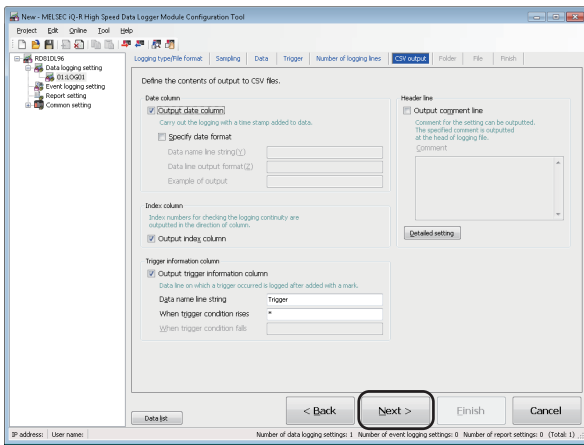 New - MELSEC iQ-R High Speed Data Logger Module Configuration Tool
Project Edit Online Tool Help
RD81DL96
Data logging setting
01:LOG01
Event logging setting
Report setting
Common setting
Logging type/File format Sampling Data Trigger Number of logging lines CSV output Folder File Finish
Define the contents of output to CSV files.
Date column
Output date column
Carry out the logging with a time stamp added to data.
Specify date format
Data name line string(Y)
Data line output format(Z)
Example of output
Index column
Index numbers for checking the logging continuity are
outputted in the direction of column.
Output index column
Trigger information column
Output trigger information column
Data line on which a trigger occurred is logged after added with a mark.
Data name line string Trigger
When trigger condition rises *
When trigger condition falls
Header line
Output comment line
Comment for the setting can be outputted.
The specified comment is outputted
at the head of logging file.
Comment
Detailed setting
Data list < Back Next > Finish Cancel
IP address: User name: Number of data logging settings: 1 Number of event logging settings: 0 Number of report settings: 0 (Total: 1)